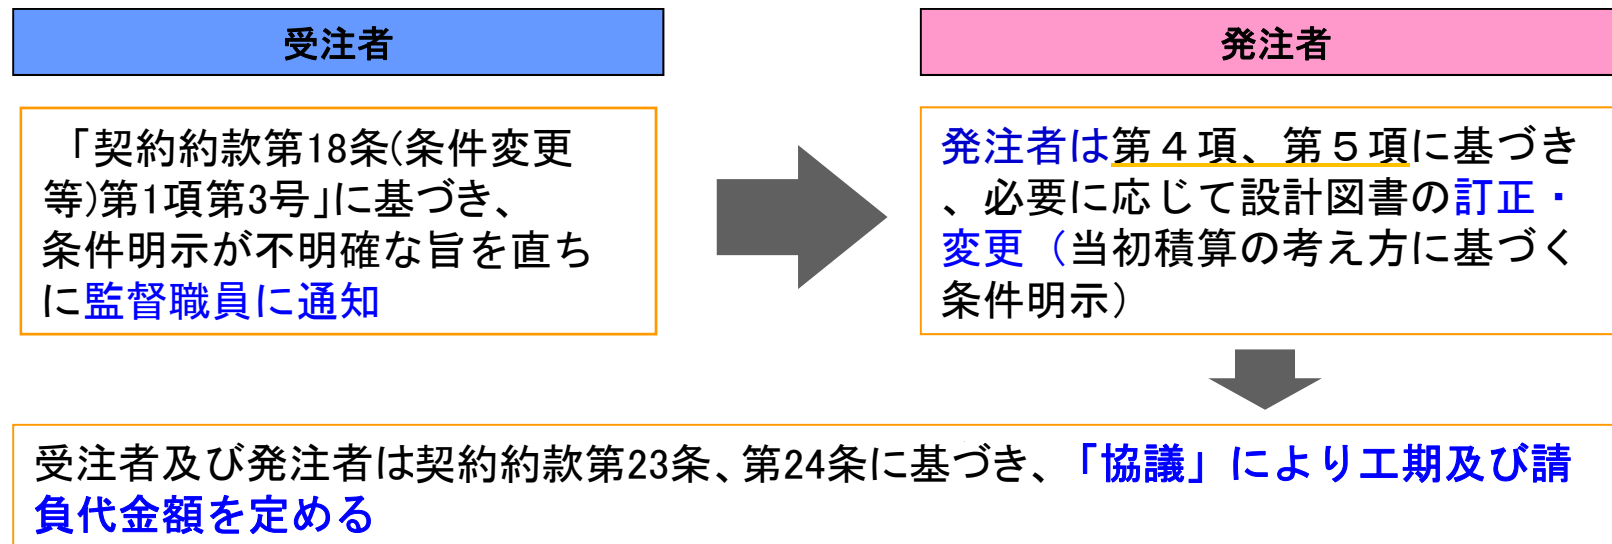 受注者
発注者
「契約約款第18条(条件変更
等)第1項第3号」に基づき、
条件明示が不明確な旨を直ち
に監督職員に通知
発注者は第４項、第５項に基づき
、必要に応じて設計図書の訂正・
変更（当初積算の考え方に基づく
条件明示）
受注者及び発注者は契約約款第23条、第24条に基づき、「協議」により工期及び請
負代金額を定める